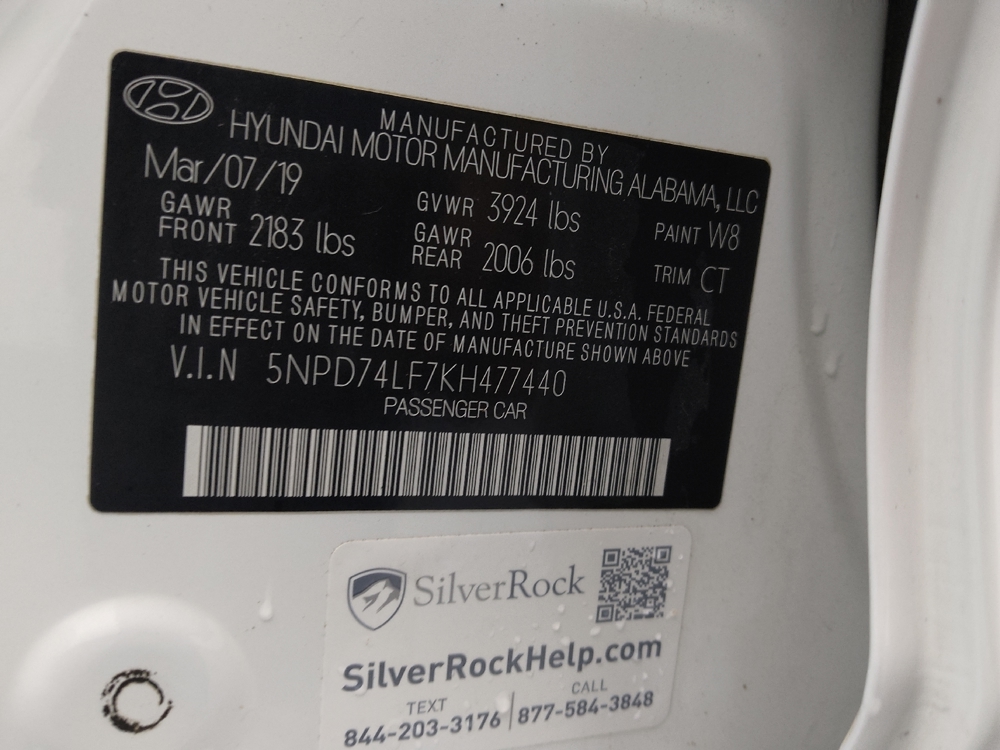 MANUFACTURED BY
HYUNDAI MOTOR MANUFACTURING ALABAMA, LLC
Mar/07/19
GAWR FRONT 2183 lbs
GVWR 3924 lbs
GAWR REAR 2006 lbs
PAINT W8
TRIM CT
THIS VEHICLE CONFORMS TO ALL APPLICABLE U.S.A. FEDERAL
MOTOR VEHICLE SAFETY, BUMPER, AND THEFT PREVENTION STANDARDS
IN EFFECT ON THE DATE OF MANUFACTURE SHOWN ABOVE
V.I.N 5NPD74LF7KH477440
PASSENGER CAR
SilverRock
SilverRockHelp.com
TEXT
844-203-3176
CALL
877-584-3848